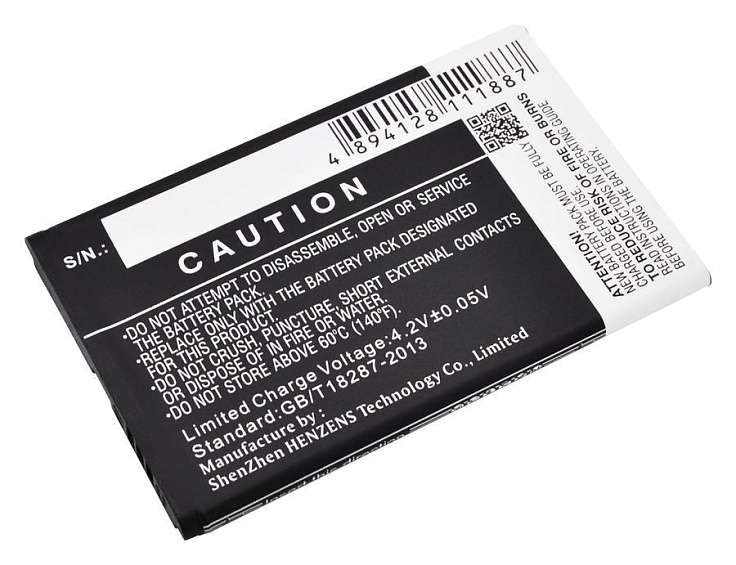 4 894128 111887
S/N.:
CAUTION
•DO NOT ATTEMPT TO DISASSEMBLE, OPEN OR SERVICE
THE BATTERY PACK.
•REPLACE ONLY WITH THE BATTERY PACK DESIGNATED
FOR THIS PRODUCT.
•DO NOT CRUSH, PUNCTURE, SHORT EXTERNAL CONTACTS
OR DISPOSE OF IN FIRE OR WATER.
•DO NOT STORE ABOVE 60°C (140°F)
Limited Charge Voltage:4.2V±0.05V
Standard:GB/T18287-2013
Manufacture by:
ShenZhen HENZENS Technology Co., Limited
ATTENTION!
NEW BATTERY PACK MUST BE FULLY
CHARGED BEFORE USE.
TO REDUCE RISK OF FIRE OR BURNS
READ INSTRUCTIONS IN OPERATING GUIDE
BEFORE USING THE BATTERY.
Insert this direction